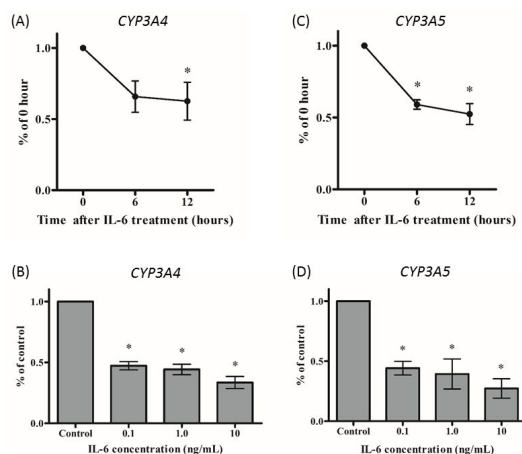 (A)
CYP3A4
% of 0 hour
1.0
0.5
0.0
*
0
6
12
Time after IL-6 treatment (hours)
(C)
CYP3A5
% of 0 hour
1.0
0.5
0.0
*
*
0
6
12
Time after IL-6 treatment (hours)
(B)
CYP3A4
% of control
1.0
0.5
0.0
*
*
*
Control
0.1
1.0
10
IL-6 concentration (ng/mL)
(D)
CYP3A5
% of control
1.0
0.5
0.0
*
*
*
Control
0.1
1.0
10
IL-6 concentration (ng/mL)